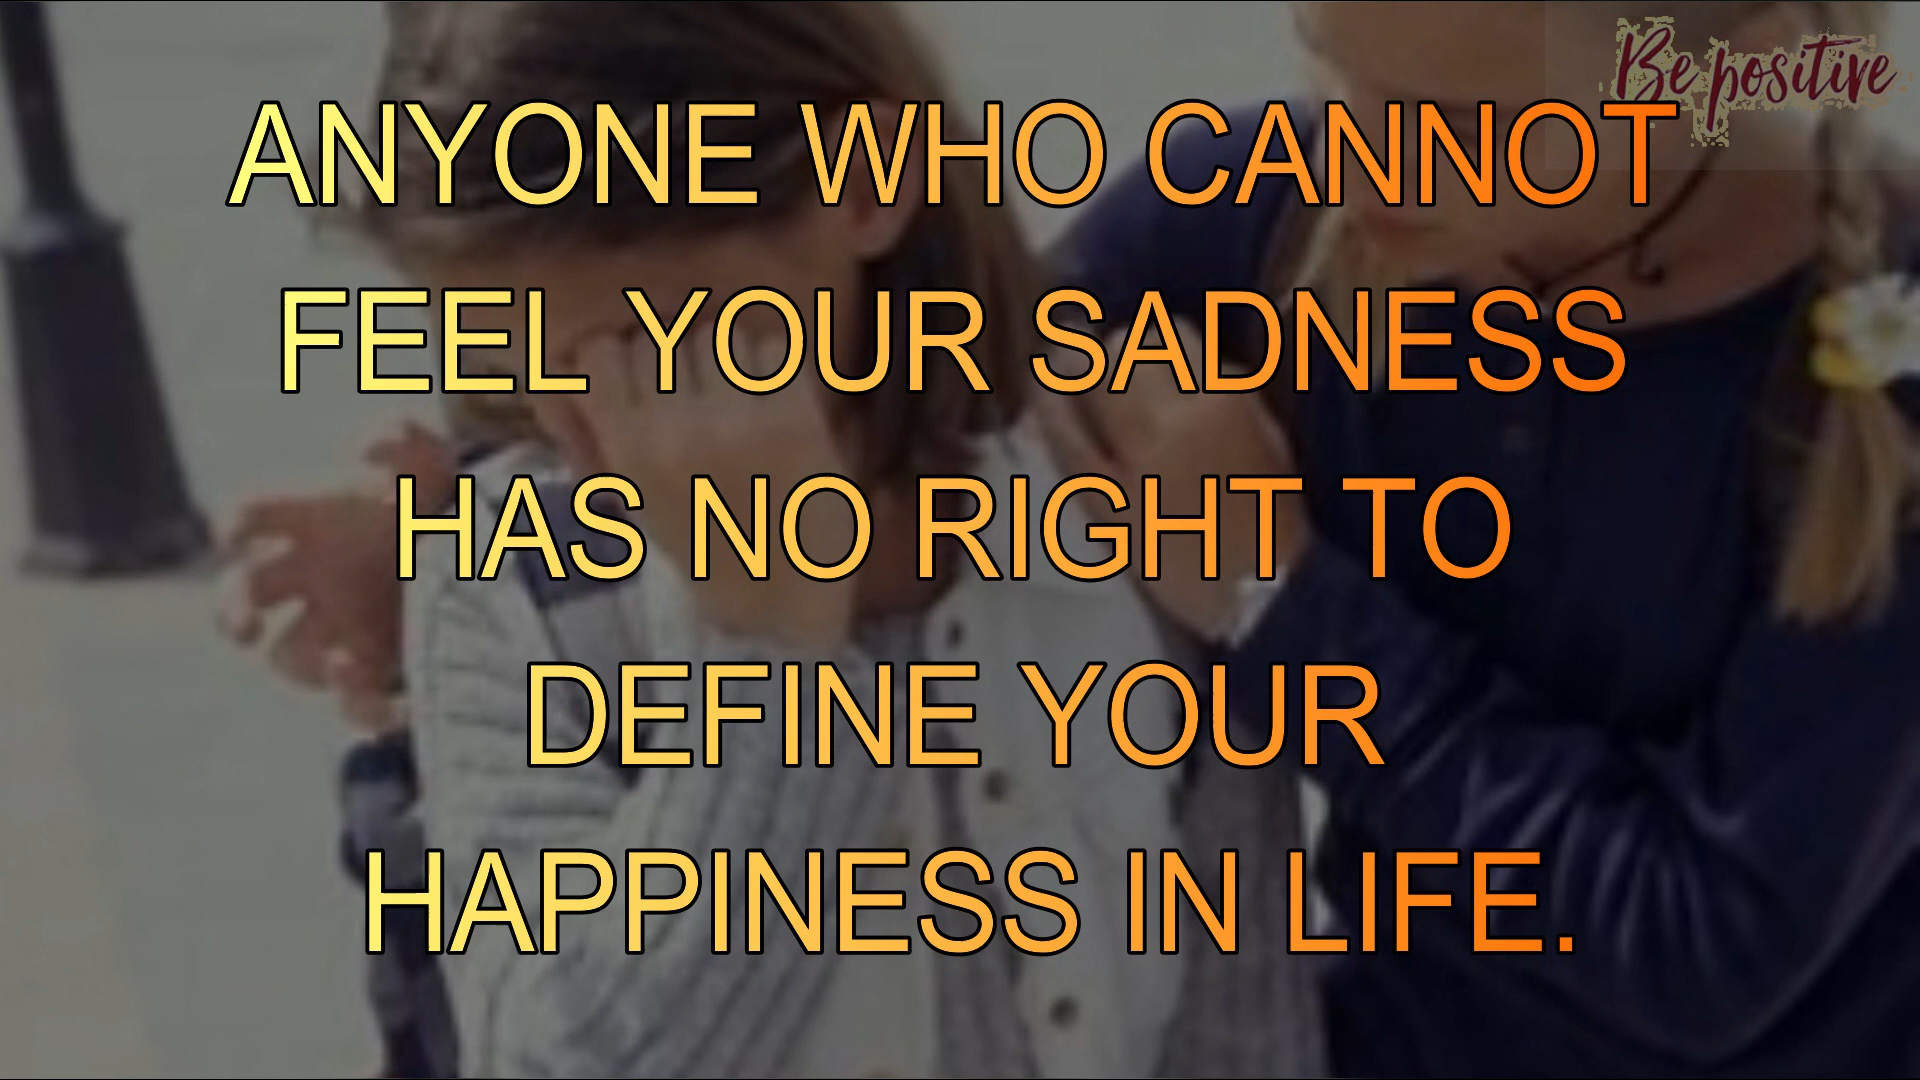 Be positive
ANYONE WHO CANNOT
FEEL YOUR SADNESS
HAS NO RIGHT TO
DEFINE YOUR
HAPPINESS IN LIFE.